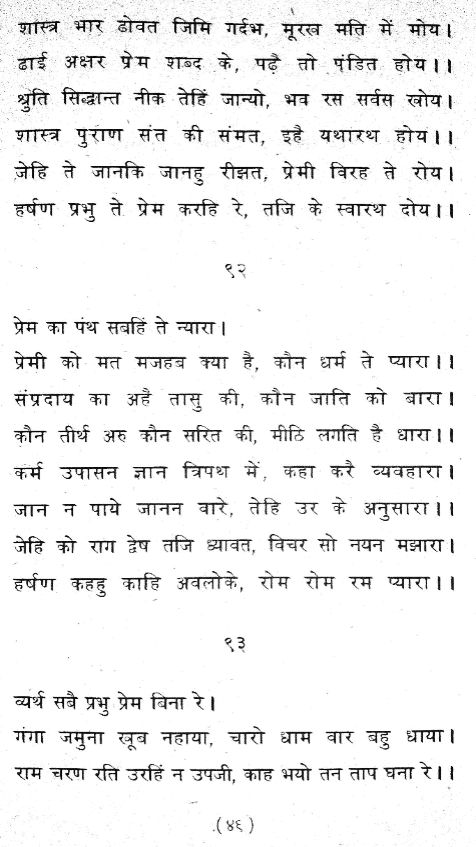 शास्त्र भार ढोवत जिमि गर्दभ, मूरख मति में मोय।
ढाई अक्षर प्रेम शब्द के, पढ़ै तो पंडित होय।।
श्रुति सिद्धान्त नीक तेहिं जान्यो, भव रस सर्वस खोय।
शास्त्र पुराण संत की संमत, इहै यथारथ होय।।
जेहि ते जानकि जानहु रीझत, प्रेमी विरह ते रोय।
हर्षण प्रभु ते प्रेम करहि रे, तजि के स्वारथ दोय।।
९२
प्रेम का पंथ सबहिं ते न्यारा।
प्रेमी को मत मजहब क्या है, कौन धर्म ते प्यारा।।
संप्रदाय का अहै तासु की, कौन जाति को बारा।
कौन तीर्थ अरु कौन सरित की, मीठि लगति है धारा।।
कर्म उपासन ज्ञान त्रिपथ में, कहा करै व्यवहारा।
जान न पाये जानन वारे, तेहि उर के अनुसारा।।
जेहि को राग द्वेष तजि ध्यावत, विचर सो नयन मझारा।
हर्षण कहहु काहि अवलोके, रोम रोम रम प्यारा।।
९३
व्यर्थ सबै प्रभु प्रेम बिना रे।
गंगा जमुना खूब नहाया, चारो धाम वार बहु धाया।
राम चरण रति उरहिं न उपजी, काह भयो तन ताप घना रे।।
(४६)